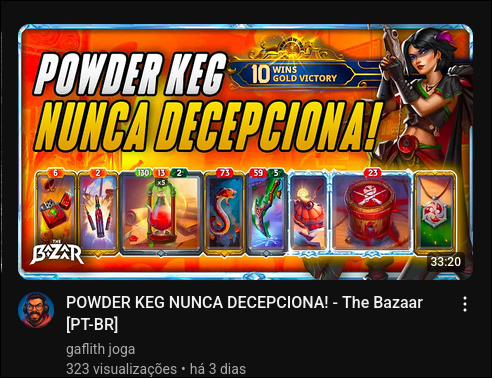 POWDER KEG
NUNCA DECEPCIONA!
10 WINS
GOLD VICTORY
6
2
130
13
2
x5
73
59
5
23
THE
BAZAAR
33:20
POWDER KEG NUNCA DECEPCIONA! - The Bazaar
[PT-BR]
gaflith joga
323 visualizações • há 3 dias